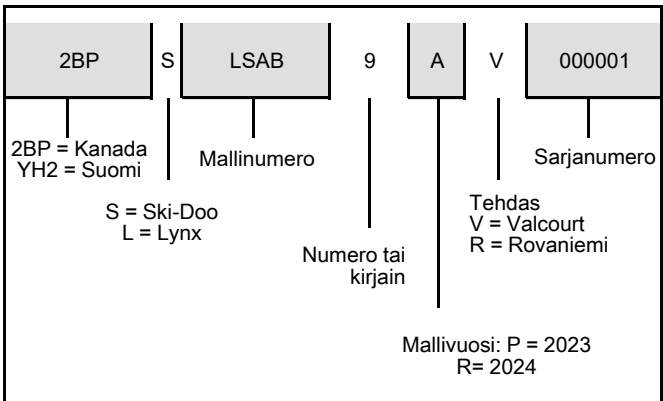 2BP S LSAB 9 A V 000001
2BP = Kanada
YH2 = Suomi
Mallinumero
Sarjanumero
S = Ski-Doo
L = Lynx
Tehdas
V = Valcourt
R = Rovaniemi
Numero tai
kirjain
Mallivuosi: P = 2023
R= 2024